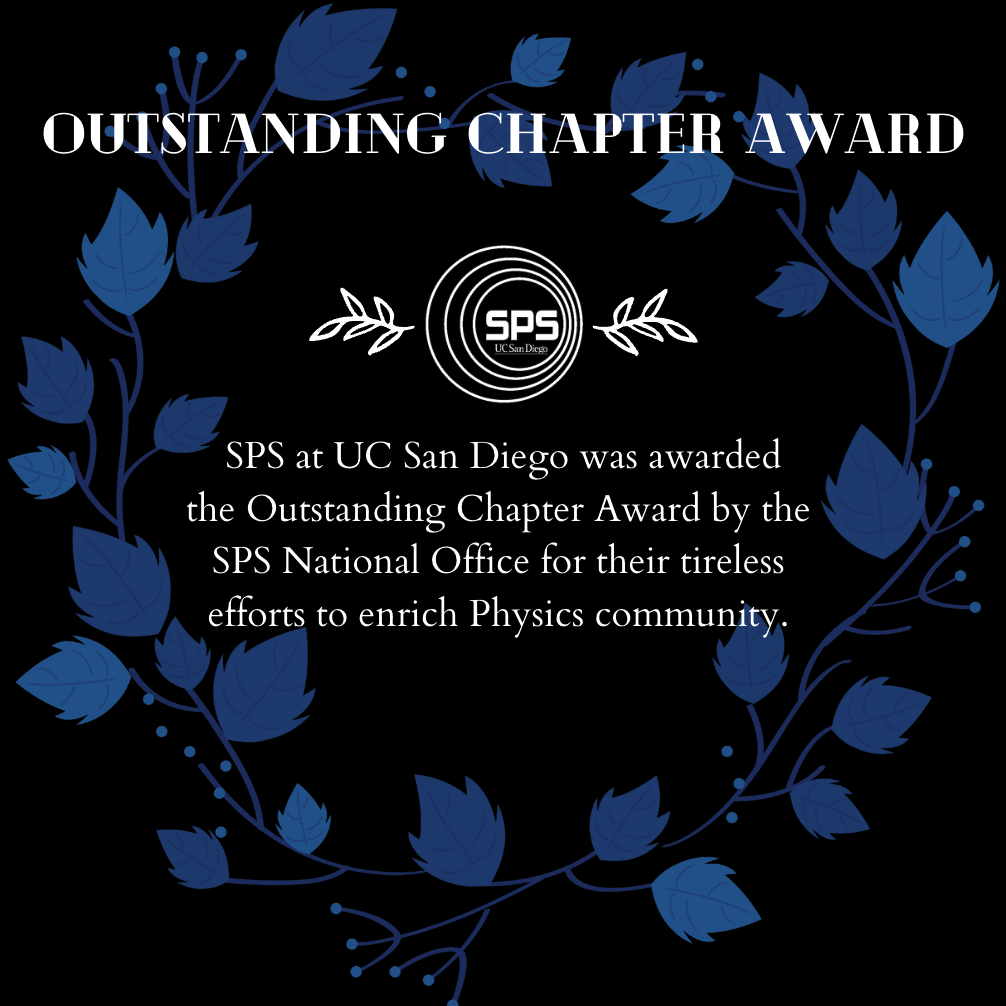 OUTSTANDING CHAPTER AWARD
SPS
UC San Diego
SPS at UC San Diego was awarded
the Outstanding Chapter Award by the
SPS National Office for their tireless
efforts to enrich Physics community.